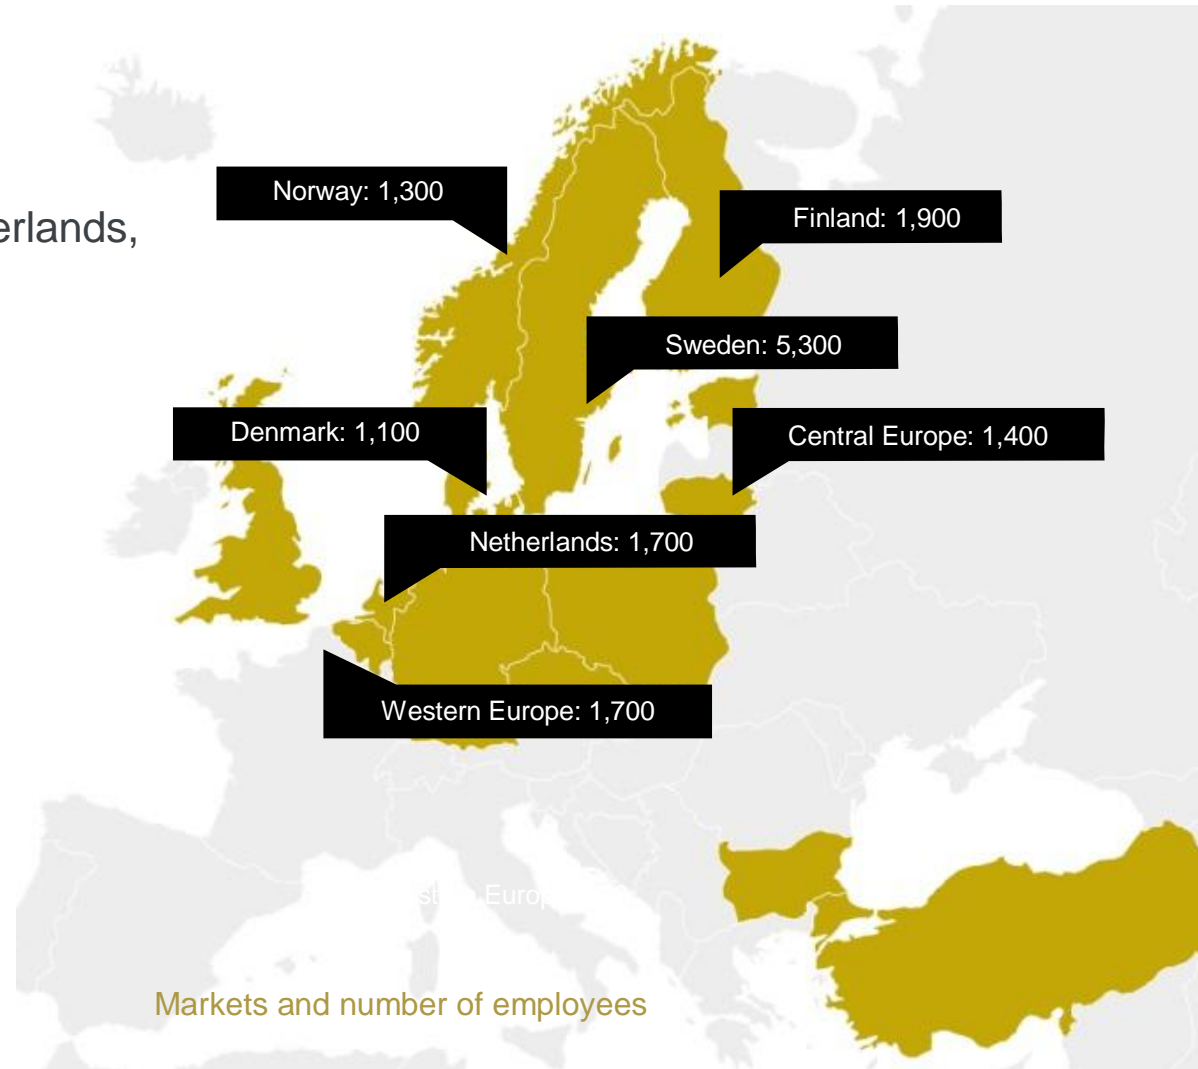 Norway: 1,300
Finland: 1,900
erlands,
Sweden: 5,300
Denmark: 1,100
Central Europe: 1,400
Netherlands: 1,700
Western Europe: 1,700
Markets and number of employees